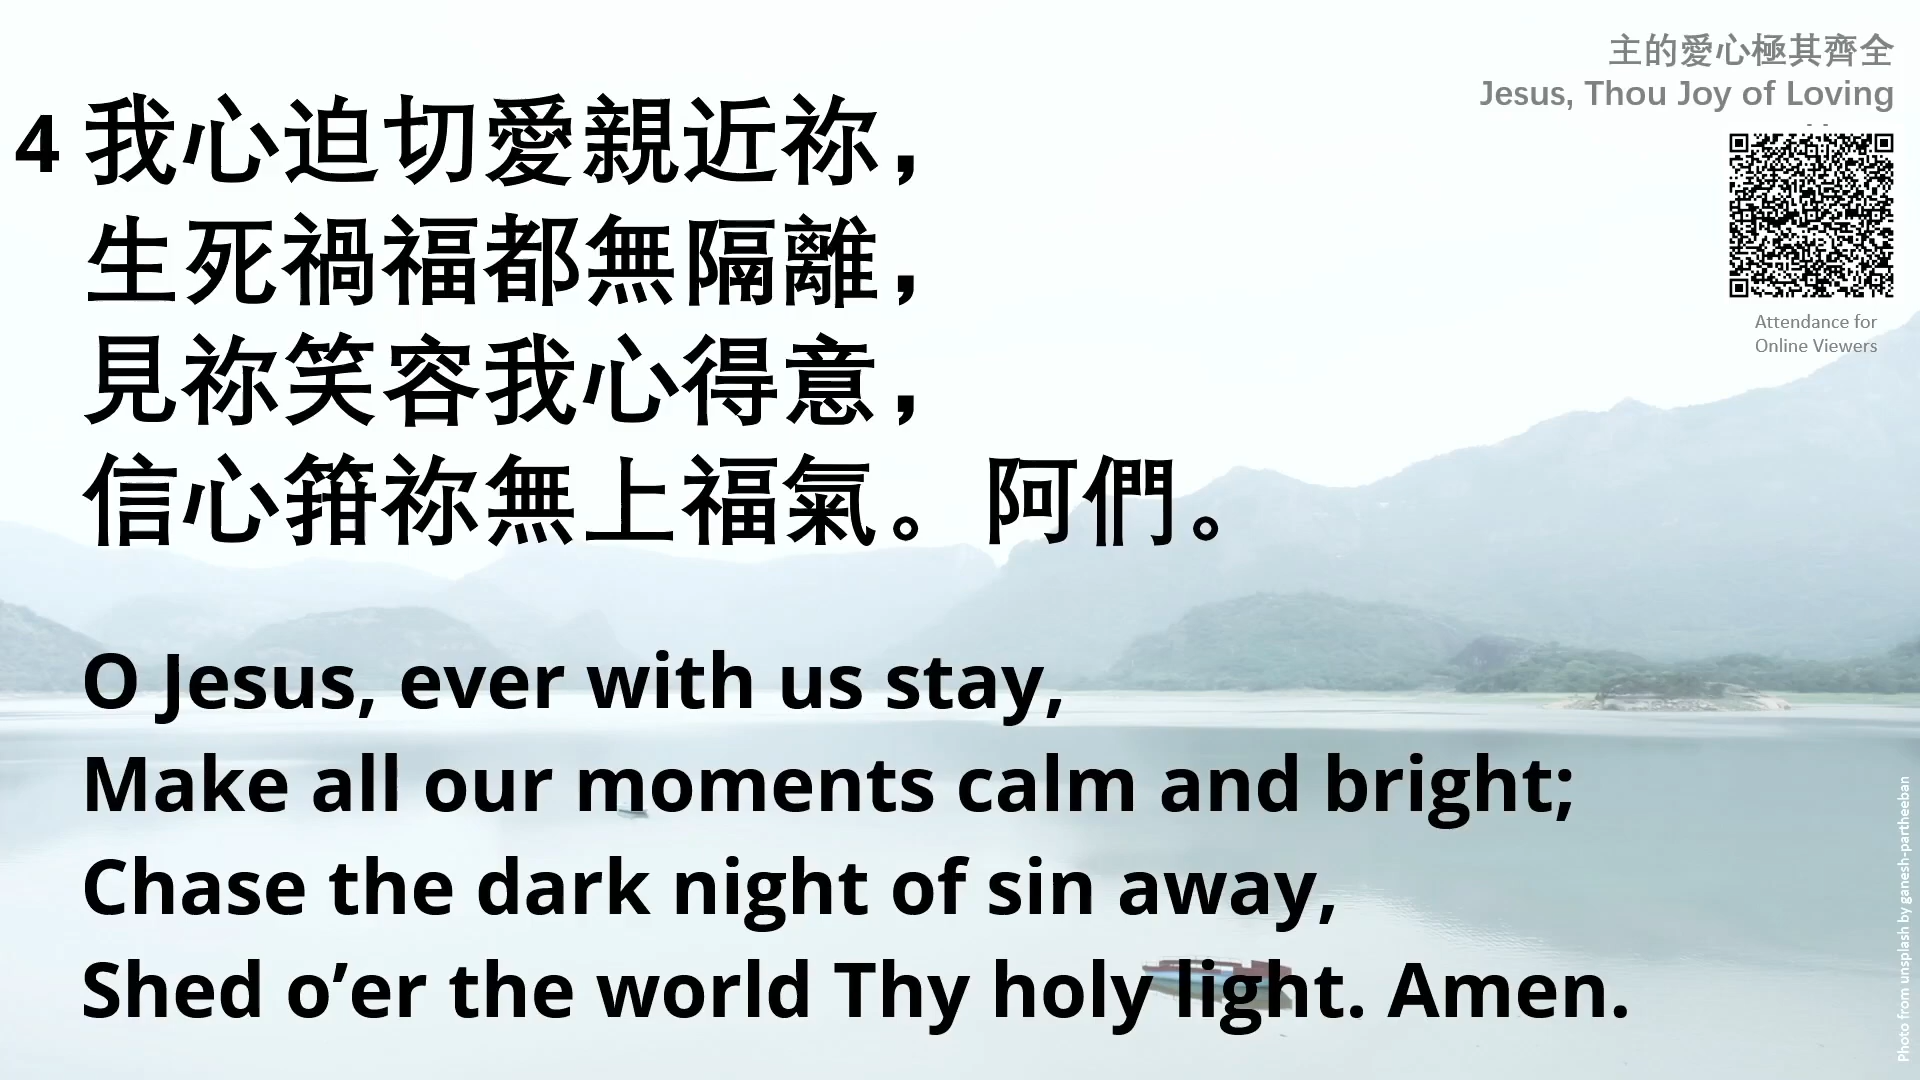 主的愛心極其齊全
Jesus, Thou Joy of Loving
4 我心迫切愛親近祢，
生死禍福都無隔離，
見祢笑容我心得意，
信心箝祢無上福氣。阿們。
O Jesus, ever with us stay,
Make all our moments calm and bright;
Chase the dark night of sin away,
Shed o’er the world Thy holy light. Amen.
Attendance for
Online Viewers
Photo from unsplash by ganesh-partheeban